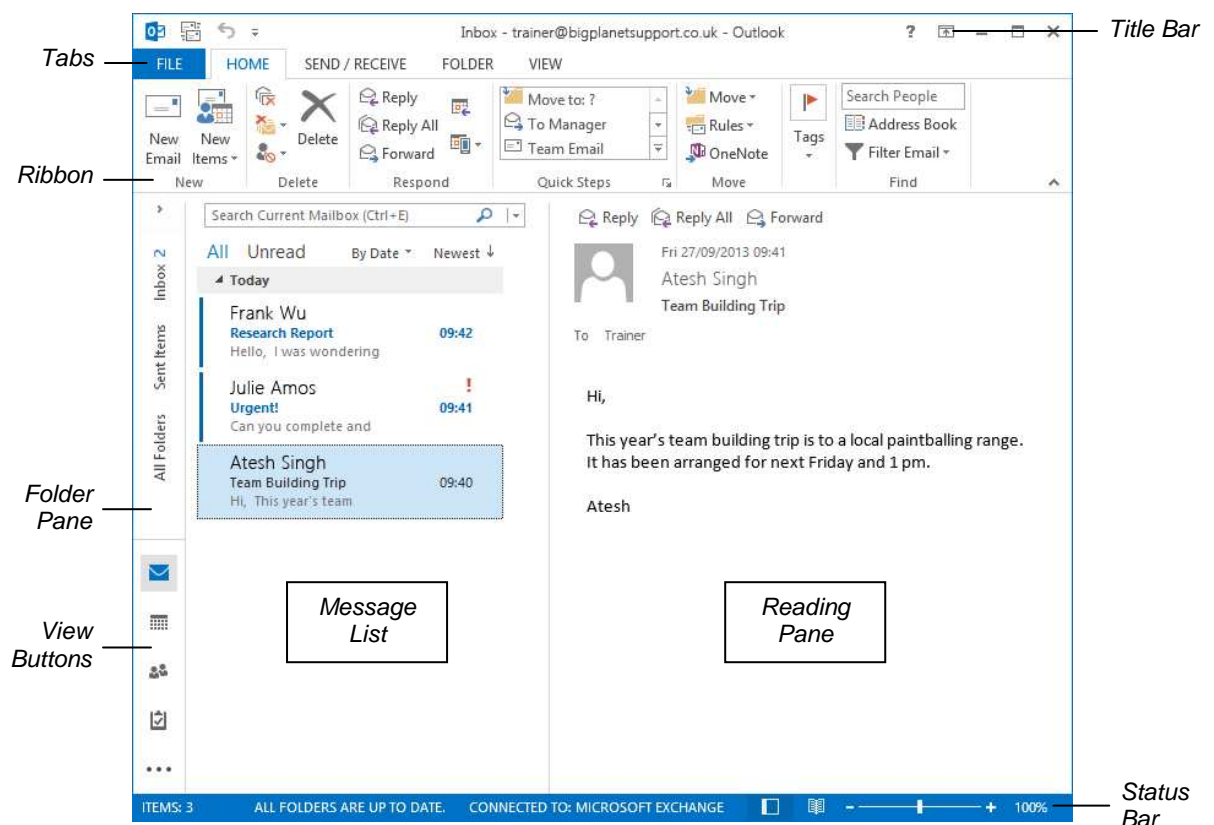 Inbox - trainer@bigplanetsupport.co.uk - Outlook
?
Title Bar
Tabs
FILE HOME SEND / RECEIVE FOLDER VIEW
New Email
New Items
Delete
Reply
Reply All
Forward
Move to: ?
To Manager
Team Email
Move
Rules
OneNote
Tags
Search People
Address Book
Filter Email
Ribbon
New Delete Respond Quick Steps Move Find
Search Current Mailbox (Ctrl+E)
All Unread By Date Newest
Today
Frank Wu
Research Report 09:42
Hello, I was wondering
Julie Amos !
Urgent! 09:41
Can you complete and
Atesh Singh
Team Building Trip 09:40
Hi, This year's team
Inbox 2
Sent Items
All Folders
Folder
Pane
View
Buttons
Message
List
Reply Reply All Forward
Fri 27/09/2013 09:41
Atesh Singh
Team Building Trip
To Trainer
Hi,
This year's team building trip is to a local paintballing range.
It has been arranged for next Friday and 1 pm.
Atesh
Reading
Pane
ITEMS: 3 ALL FOLDERS ARE UP TO DATE. CONNECTED TO: MICROSOFT EXCHANGE - + 100%
Status
Bar